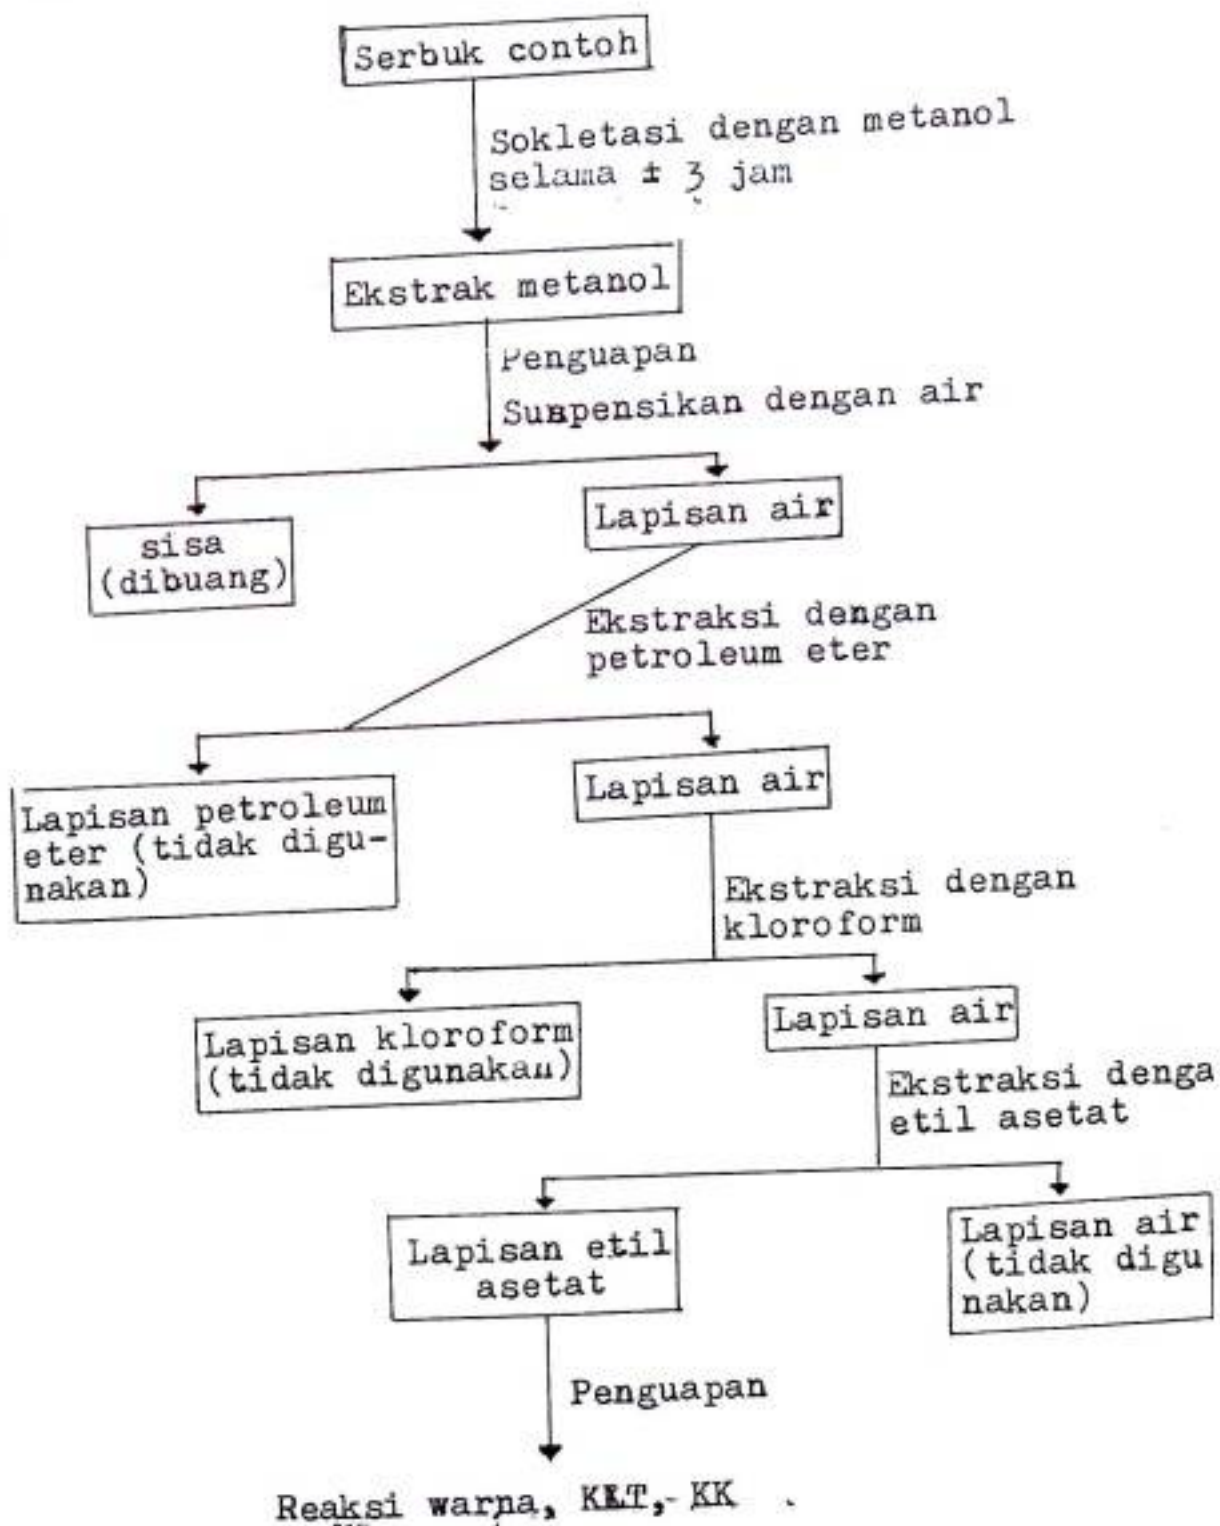 Serbuk contoh
Sokletasi dengan metanol
selama ± 3 jam
Ekstrak metanol
Penguapan
Suspensikan dengan air
sisa
(dibuang)
Lapisan air
Ekstraksi dengan
petroleum eter
Lapisan petroleum
eter (tidak digu-
nakan)
Lapisan air
Ekstraksi dengan
kloroform
Lapisan kloroform
(tidak digunakan)
Lapisan air
Ekstraksi denga
etil asetat
Lapisan etil
asetat
Lapisan air
(tidak digu
nakan)
Penguapan
Reaksi warna, KLT, KK